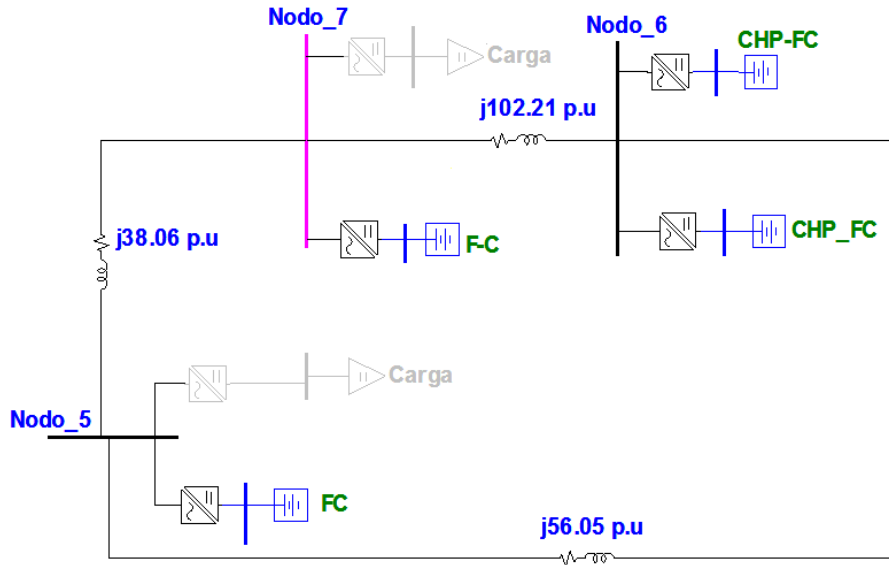 Nodo_7
Nodo_6
CHP-FC
Carga
j102.21 p.u
j38.06 p.u
F-C
CHP_FC
Carga
Nodo_5
FC
j56.05 p.u